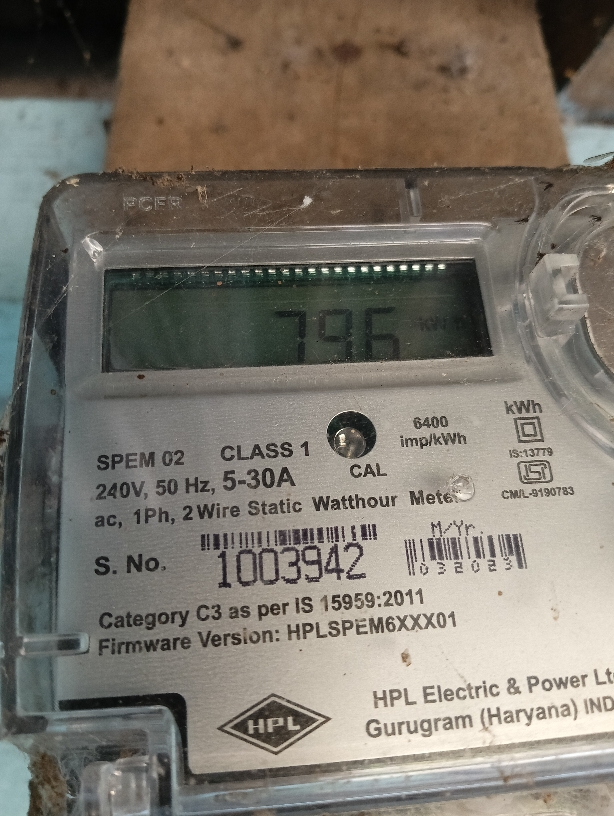 796
kWh
6400
imp/kWh
kWh
IS:13779
CM/L-9190783
SPEM 02 CLASS 1
CAL
240V, 50 Hz, 5-30A
ac, 1Ph, 2 Wire Static Watthour Meter
M/Yr.
S. No. 1003942
032023
Category C3 as per IS 15959:2011
Firmware Version: HPLSPEM6XXX01
HPL
HPL Electric & Power Lt
Gurugram (Haryana) IND